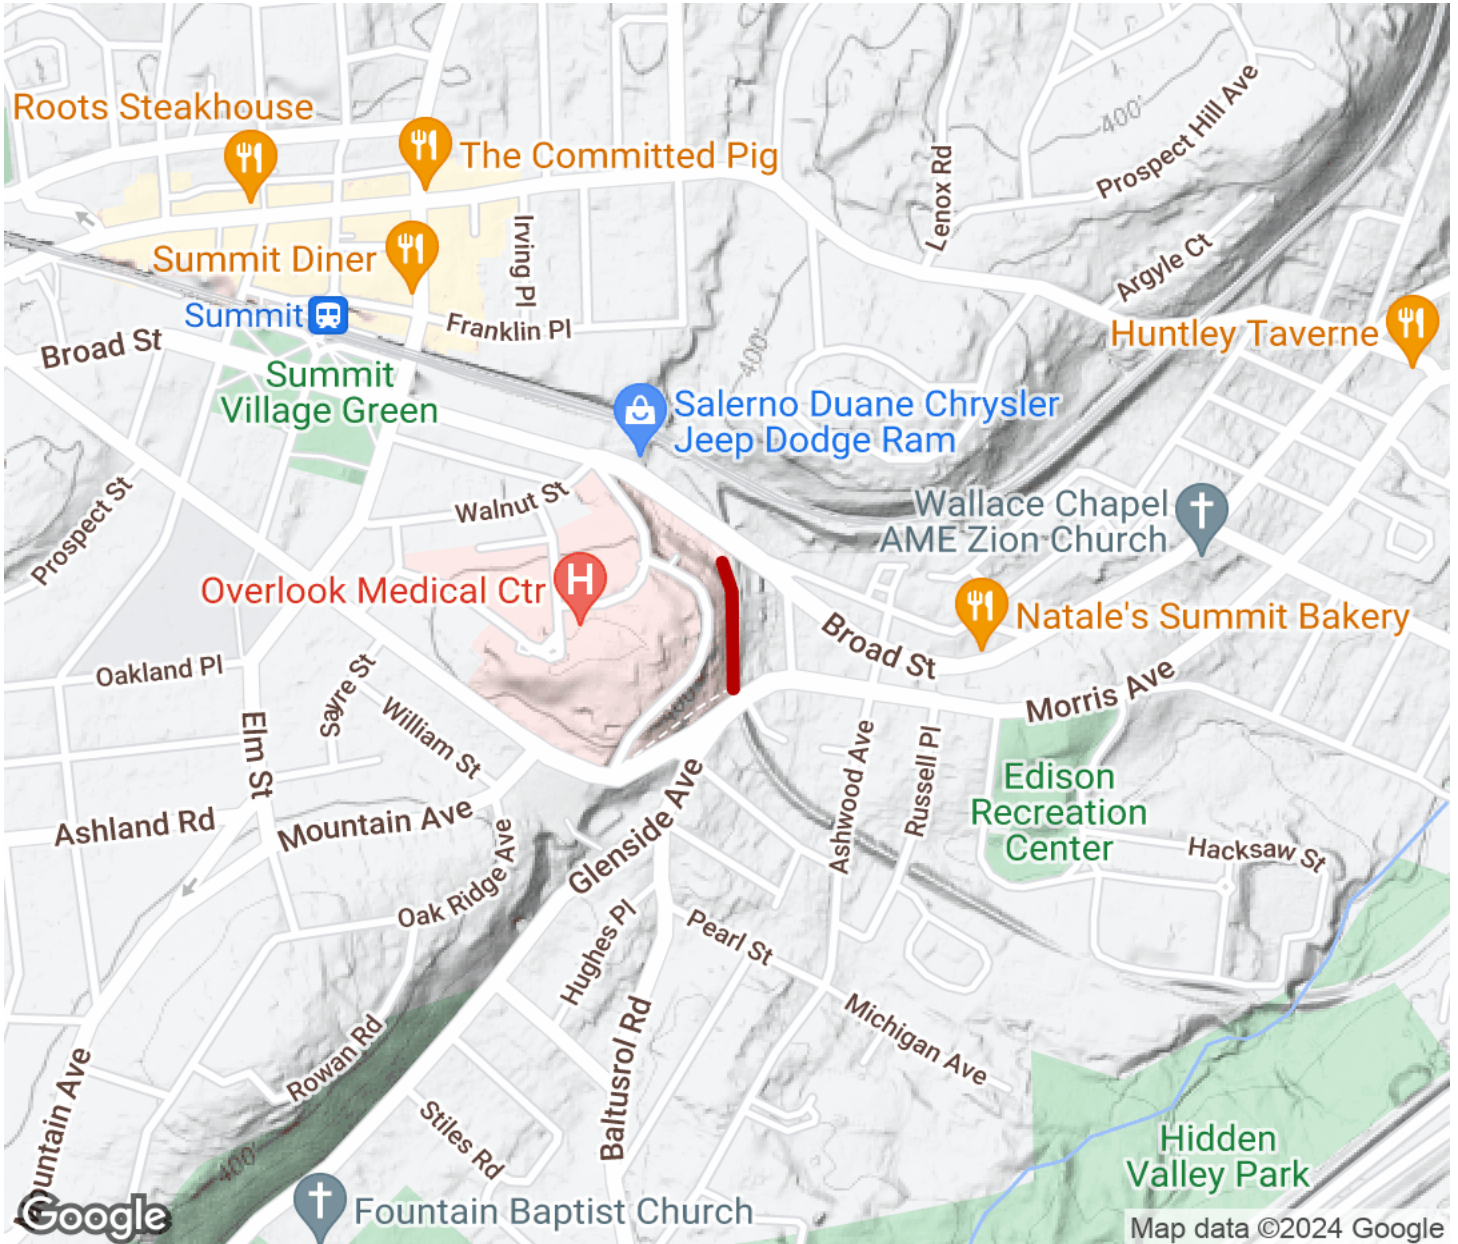 Roots Steakhouse
The Committed Pig
400'
Prospect Hill Ave
Lenox Rd
Irving Pl
Summit Diner
Argyle Ct
Summit
Franklin Pl
Huntley Taverne
Broad St
400'
Summit
Village Green
Salerno Duane Chrysler
Jeep Dodge Ram
Prospect St
Walnut St
Wallace Chapel
AME Zion Church
Overlook Medical Ctr
H
Natale's Summit Bakery
Broad St
Oakland Pl
Sayre St
William St
400'
Morris Ave
Elm St
Ashwood Ave
Russell Pl
Edison
Recreation
Center
Ashland Rd
Mountain Ave
Glenside Ave
Hacksaw St
Oak Ridge Ave
Hughes Pl
Pearl St
Michigan Ave
Rowan Rd
Baltusrol Rd
Mountain Ave
Stiles Rd
400'
Hidden
Valley Park
Fountain Baptist Church
Google
Map data ©2024 Google